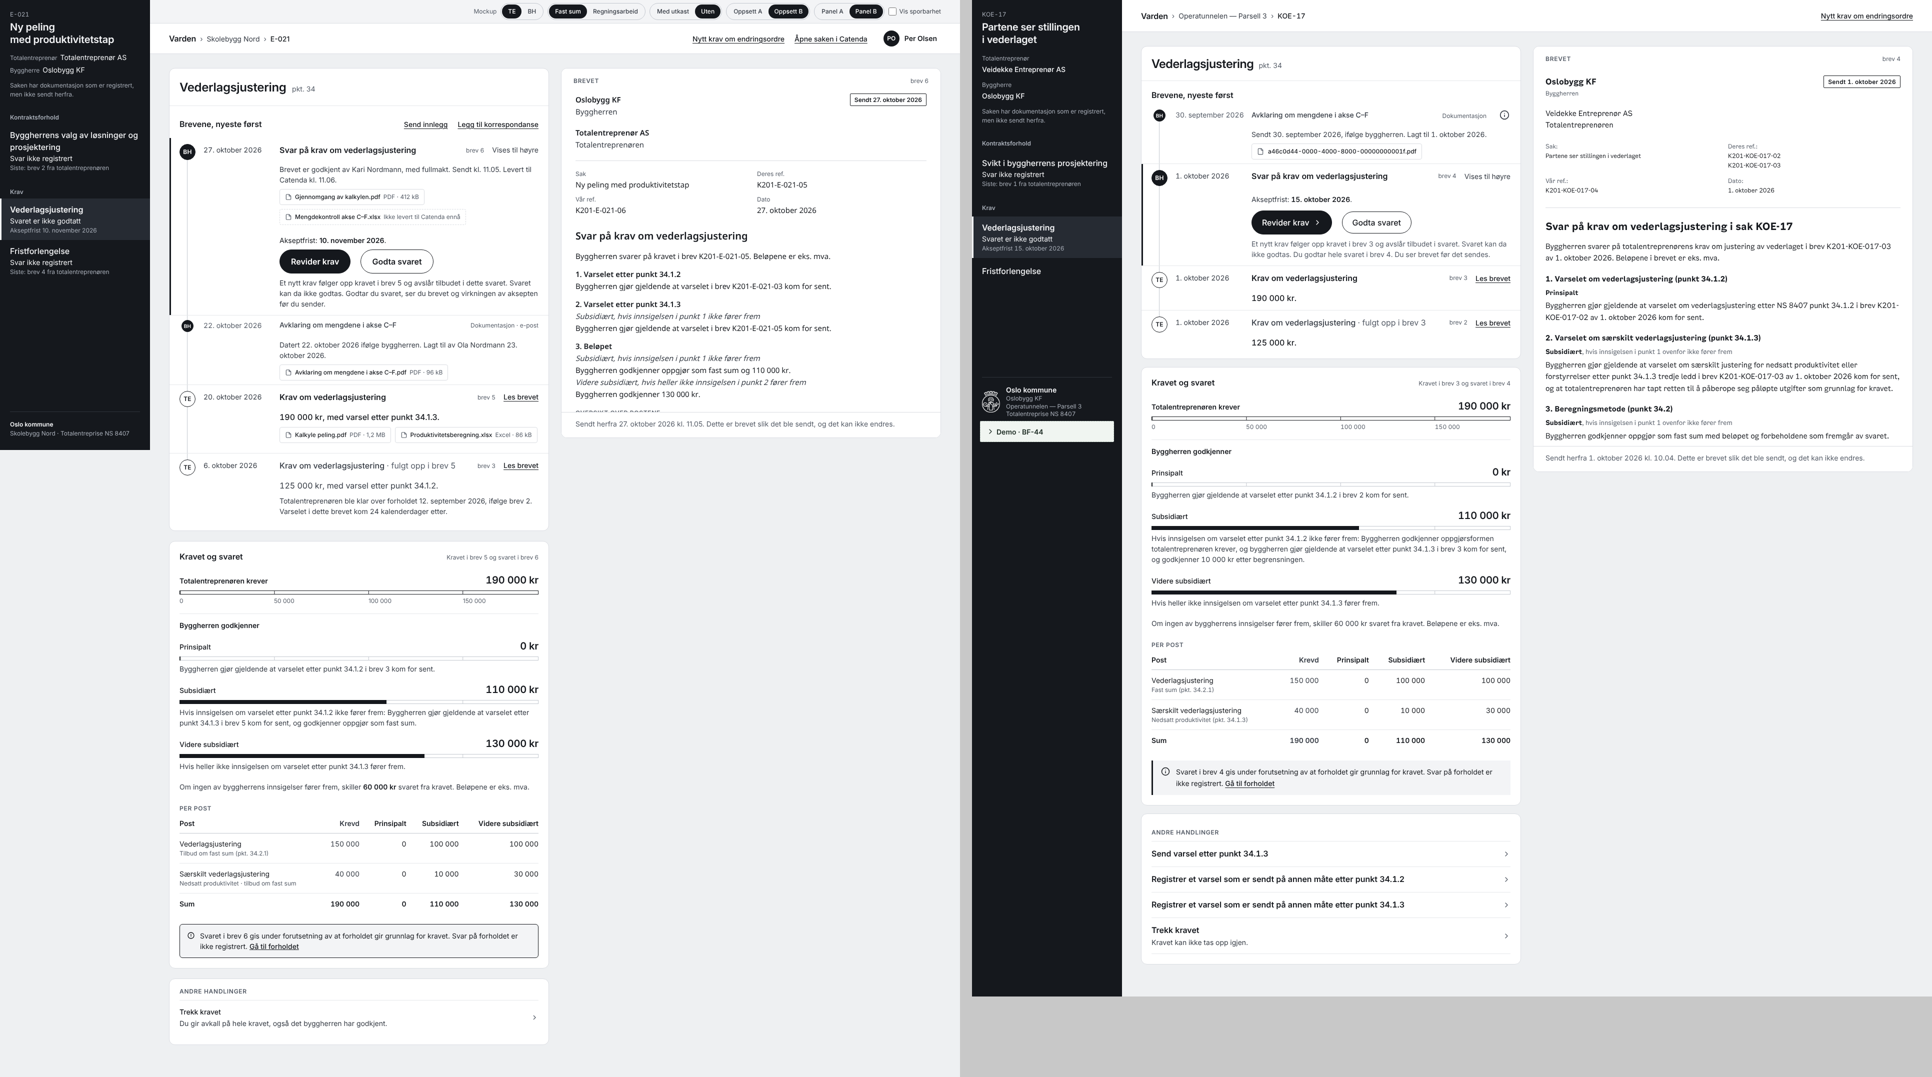 E-021
Ny peling
med produktivitetstap
Totalentreprenør Totalentreprenør AS
Byggherre Oslobygg KF
Saken har dokumentasjon som er registrert,
men ikke sendt herfra.
Kontraktsforhold
Byggherrens valg av løsninger og
prosjektering
Svar ikke registrert
Siste: brev 2 fra totalentreprenøren
Krav
Vederlagsjustering
Svaret er ikke godtatt
Akseptfrist 10. november 2026
Fristforlengelse
Svar ikke registrert
Siste: brev 4 fra totalentreprenøren
Oslo kommune
Skolebygg Nord · Totalentreprise NS 8407
Mockup TE BH Fast sum Regningsarbeid Med utkast Uten Oppsett A Oppsett B Panel A Panel B Vis sporbarhet
Varden › Skolebygg Nord › E-021
Nytt krav om endringsordre Åpne saken i Catenda PO Per Olsen
Vederlagsjustering pkt. 34
Brevene, nyeste først Send innlegg Legg til korrespondanse
BH 27. oktober 2026 Svar på krav om vederlagsjustering brev 6 Vises til høyre
Brevet er godkjent av Kari Nordmann, med fullmakt. Sendt kl. 11.05. Levert til
Catenda kl. 11.06.
Gjennomgang av kalkylen.pdf PDF · 412 kB
Mengdekontroll akse C–F.xlsx Ikke levert til Catenda ennå
Akseptfrist: 10. november 2026.
Revider krav Godta svaret
Et nytt krav følger opp kravet i brev 5 og avslår tilbudet i dette svaret. Svaret
kan da ikke godtas. Godtar du svaret, ser du brevet og virkningen av aksepten
før du sender.
BH 22. oktober 2026 Avklaring om mengdene i akse C–F Dokumentasjon · e-post
Datert 22. oktober 2026 ifølge byggherren. Lagt til av Ola Nordmann 23.
oktober 2026.
Avklaring om mengdene i akse C–F.pdf PDF · 96 kB
TE 20. oktober 2026 Krav om vederlagsjustering brev 5 Les brevet
190 000 kr, med varsel etter punkt 34.1.3.
Kalkyle peling.pdf PDF · 1,2 MB Produktivitetsberegning.xlsx Excel · 86 kB
TE 6. oktober 2026 Krav om vederlagsjustering · fulgt opp i brev 5 brev 3 Les brevet
125 000 kr, med varsel etter punkt 34.1.2.
Totalentreprenøren ble klar over forholdet 12. september 2026, ifølge brev 2.
Varselet i dette brevet kom 24 kalenderdager etter.
Kravet og svaret Kravet i brev 5 og svaret i brev 6
Totalentreprenøren krever 190 000 kr
0 50 000 100 000 150 000
Byggherren godkjenner
Prinsipalt 0 kr
Byggherren gjør gjeldende at varselet etter punkt 34.1.2 i brev 3 kom for sent.
Subsidiært 110 000 kr
Hvis innsigelsen om varselet etter punkt 34.1.2 ikke fører frem: Byggherren gjør gjeldende at varselet etter
punkt 34.1.3 i brev 5 kom for sent, og godkjenner oppgjør som fast sum.
Videre subsidiært 130 000 kr
Hvis heller ikke innsigelsen om varselet etter punkt 34.1.3 fører frem.
Om ingen av byggherrens innsigelser fører frem, skiller 60 000 kr svaret fra kravet. Beløpene er eks. mva.
PER POST
Post Krevd Prinsipalt Subsidiært Videre subsidiært
Vederlagsjustering 150 000 0 100 000 100 000
Tilbud om fast sum (pkt. 34.2.1)
Særskilt vederlagsjustering 40 000 0 10 000 30 000
Nedsatt produktivitet · tilbud om fast sum
Sum 190 000 0 110 000 130 000
Svaret i brev 6 gis under forutsetning av at forholdet gir grunnlag for kravet. Svar på forholdet er
ikke registrert. Gå til forholdet
ANDRE HANDLINGER
Trekk kravet
Du gir avkall på hele kravet, også det byggherren har godkjent.
BREVET brev 6
Oslobygg KF Sendt 27. oktober 2026
Byggherren
Totalentreprenør AS
Totalentreprenøren
Sak Deres ref.
Ny peling med produktivitetstap K201-E-021-05
Vår ref. Dato
K201-E-021-06 27. oktober 2026
Svar på krav om vederlagsjustering
Byggherren svarer på kravet i brev K201-E-021-05. Beløpene er eks. mva.
1. Varselet etter punkt 34.1.2
Byggherren gjør gjeldende at varselet i brev K201-E-021-03 kom for sent.
2. Varselet etter punkt 34.1.3
Subsidiært, hvis innsigelsen i punkt 1 ikke fører frem
Byggherren gjør gjeldende at varselet i brev K201-E-021-05 kom for sent.
3. Beløpet
Subsidiært, hvis innsigelsen i punkt 1 ikke fører frem
Byggherren godkjenner oppgjør som fast sum og 110 000 kr.
Videre subsidiært, hvis heller ikke innsigelsen i punkt 2 fører frem
Byggherren godkjenner 130 000 kr.
Sendt herfra 27. oktober 2026 kl. 11.05. Dette er brevet slik det ble sendt, og det kan ikke endres.
KOE-17
Partene ser stillingen
i vederlaget
Totalentreprenør
Veidekke Entreprenør AS
Byggherre
Oslobygg KF
Saken har dokumentasjon som er registrert,
men ikke sendt herfra.
Kontraktsforhold
Svikt i byggherrens prosjektering
Svar ikke registrert
Siste: brev 1 fra totalentreprenøren
Krav
Vederlagsjustering
Svaret er ikke godtatt
Akseptfrist 15. oktober 2026
Fristforlengelse
Oslo kommune
Oslobygg KF
Operatunnelen — Parsell 3
Totalentreprise NS 8407
Demo · BF-44
Varden › Operatunnelen — Parsell 3 › KOE-17
Nytt krav om endringsordre
Vederlagsjustering pkt. 34
Brevene, nyeste først
BH 30. september 2026 Avklaring om mengdene i akse C–F Dokumentasjon
Sendt 30. september 2026, ifølge byggherren. Lagt til 1. oktober 2026.
a46c0d44-0000-4000-8000-00000000001f.pdf
BH 1. oktober 2026 Svar på krav om vederlagsjustering brev 4 Vises til høyre
Akseptfrist: 15. oktober 2026.
Revider krav › Godta svaret
Et nytt krav følger opp kravet i brev 3 og avslår tilbudet i svaret. Svaret kan da
ikke godtas. Du godtar hele svaret i brev 4. Du ser brevet før det sendes.
TE 1. oktober 2026 Krav om vederlagsjustering brev 3 Les brevet
190 000 kr.
TE 1. oktober 2026 Krav om vederlagsjustering · fulgt opp i brev 3 brev 2 Les brevet
125 000 kr.
Kravet og svaret Kravet i brev 3 og svaret i brev 4
Totalentreprenøren krever 190 000 kr
0 50 000 100 000 150 000
Byggherren godkjenner
Prinsipalt 0 kr
Byggherren gjør gjeldende at varselet etter punkt 34.1.2 i brev 2 kom for sent.
Subsidiært 110 000 kr
Hvis innsigelsen om varselet etter punkt 34.1.2 ikke fører frem: Byggherren godkjenner oppgjørsformen
totalentreprenøren krever, og byggherren gjør gjeldende at varselet etter punkt 34.1.3 i brev 3 kom for sent,
og godkjenner 10 000 kr etter begrensningen.
Videre subsidiært 130 000 kr
Hvis heller ikke innsigelsen om varselet etter punkt 34.1.3 fører frem.
Om ingen av byggherrens innsigelser fører frem, skiller 60 000 kr svaret fra kravet. Beløpene er eks. mva.
PER POST
Post Krevd Prinsipalt Subsidiært Videre subsidiært
Vederlagsjustering 150 000 0 100 000 100 000
Fast sum (pkt. 34.2.1)
Særskilt vederlagsjustering 40 000 0 10 000 30 000
Nedsatt produktivitet (pkt. 34.1.3)
Sum 190 000 0 110 000 130 000
Svaret i brev 4 gis under forutsetning av at forholdet gir grunnlag for kravet. Svar på forholdet er
ikke registrert. Gå til forholdet
ANDRE HANDLINGER
Send varsel etter punkt 34.1.3
Registrer et varsel som er sendt på annen måte etter punkt 34.1.2
Registrer et varsel som er sendt på annen måte etter punkt 34.1.3
Trekk kravet
Kravet kan ikke tas opp igjen.
BREVET brev 4
Oslobygg KF Sendt 1. oktober 2026
Byggherren
Veidekke Entreprenør AS
Totalentreprenøren
Sak: Deres ref.:
Partene ser stillingen i vederlaget K201-KOE-017-02
K201-KOE-017-03
Vår ref.: Dato:
K201-KOE-017-04 1. oktober 2026
Svar på krav om vederlagsjustering i sak KOE-17
Byggherren svarer på totalentreprenørens krav om justering av vederlaget i brev K201-KOE-017-03
av 1. oktober 2026. Beløpene i brevet er eks. mva.
1. Varselet om vederlagsjustering (punkt 34.1.2)
Prinsipalt
Byggherren gjør gjeldende at varselet om vederlagsjustering etter NS 8407 punkt 34.1.2 i brev K201-
KOE-017-02 av 1. oktober 2026 kom for sent.
2. Varselet om særskilt vederlagsjustering (punkt 34.1.3)
Subsidiært, hvis innsigelsen i punkt 1 ovenfor ikke fører frem
Byggherren gjør gjeldende at varselet om særskilt justering for nedsatt produktivitet eller
forstyrrelser etter punkt 34.1.3 tredje ledd i brev K201-KOE-017-03 av 1. oktober 2026 kom for sent,
og at totalentreprenøren har tapt retten til å påberope seg påløpte utgifter som grunnlag for kravet.
3. Beregningsmetode (punkt 34.2)
Subsidiært, hvis innsigelsen i punkt 1 ovenfor ikke fører frem
Byggherren godkjenner oppgjør som fast sum med beløpet og forbeholdene som fremgår av svaret.
Sendt herfra 1. oktober 2026 kl. 10.04. Dette er brevet slik det ble sendt, og det kan ikke endres.